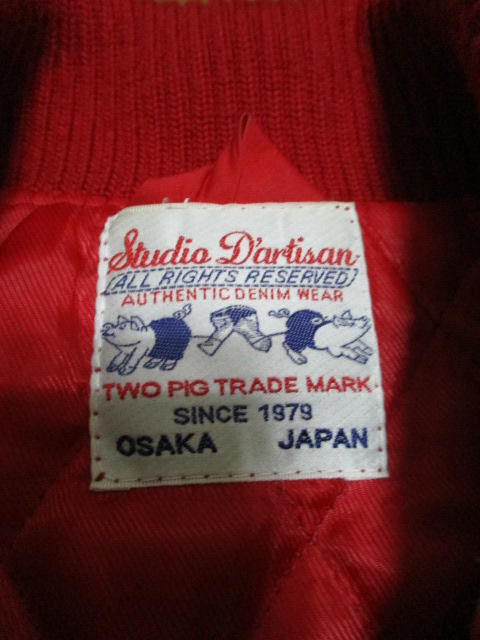 Studio D'artisan
(ALL RIGHTS RESERVED)
AUTHENTIC DENIM WEAR
TWO PIG TRADE MARK
SINCE 1979
OSAKA JAPAN